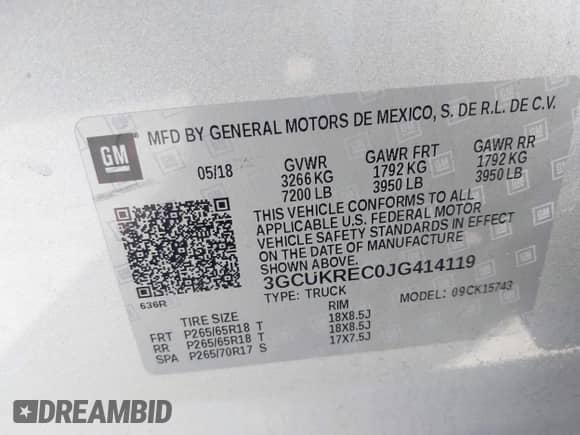 GM
MFD BY GENERAL MOTORS DE MEXICO, S. DE R.L. DE C.V.
05/18 GVWR GAWR FRT GAWR RR
3266 KG 1792 KG 1792 KG
7200 LB 3950 LB 3950 LB
THIS VEHICLE CONFORMS TO ALL
APPLICABLE U.S. FEDERAL MOTOR
VEHICLE SAFETY STANDARDS IN EFFECT
ON THE DATE OF MANUFACTURE
SHOWN ABOVE.
3GCUKREC0JG414119
636R TYPE: TRUCK MODEL: 09CK15743
TIRE SIZE RIM
FRT P265/65R18 T 18X8.5J
RR P265/65R18 T 18X8.5J
SPA P265/70R17 S 17X7.5J
DREAMBID